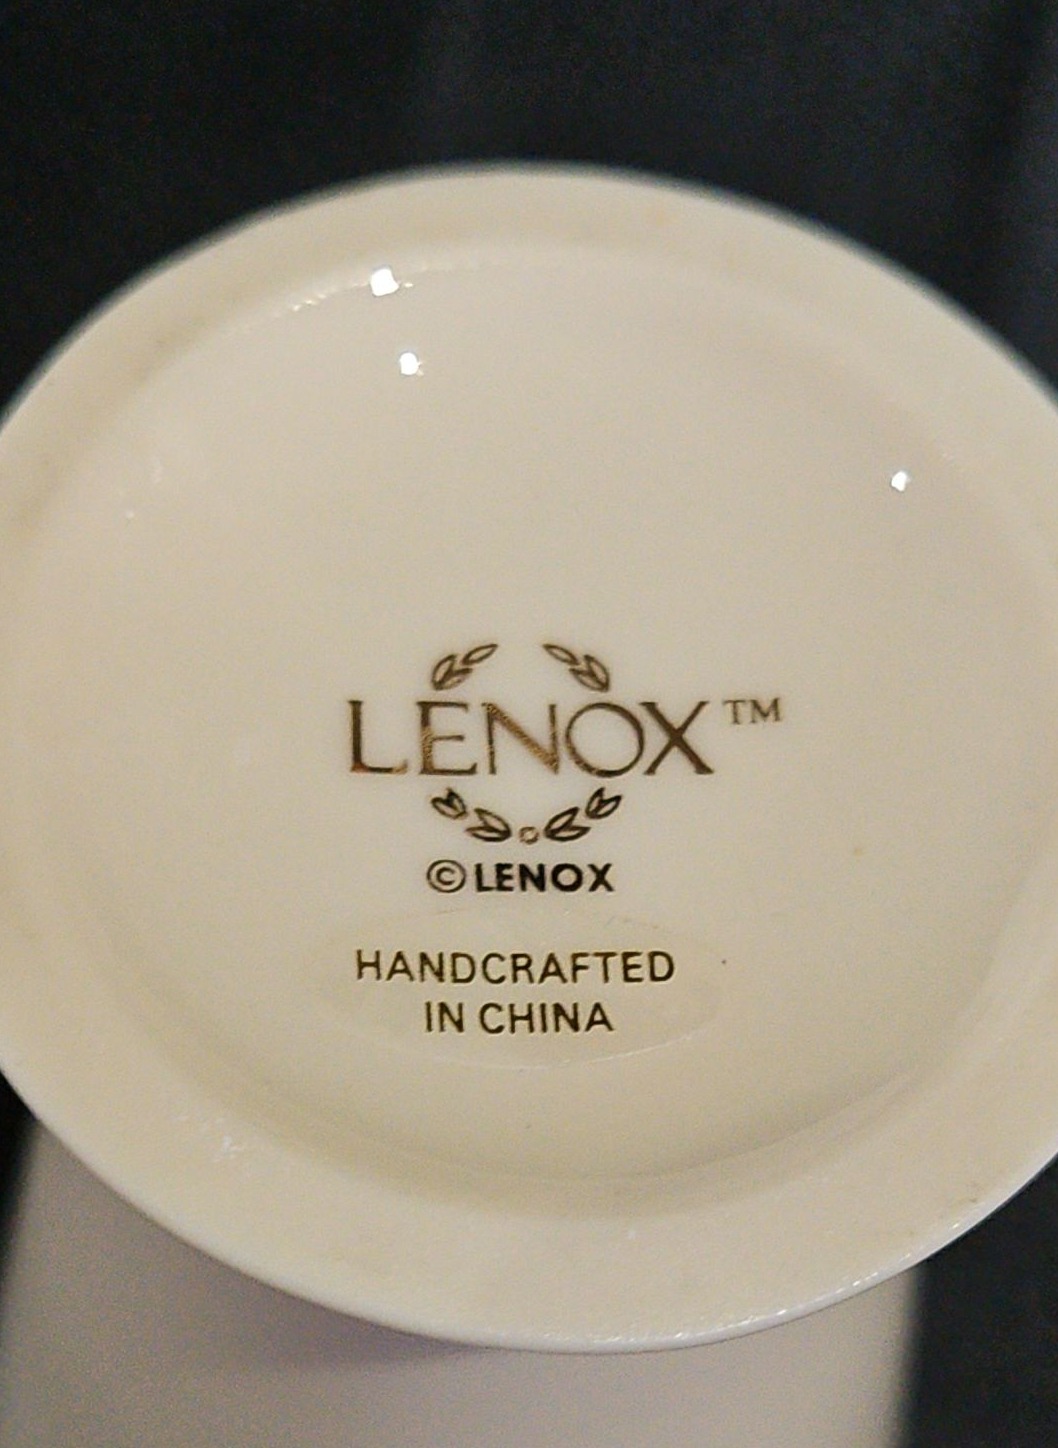 LENOX™
©LENOX
HANDCRAFTED
IN CHINA